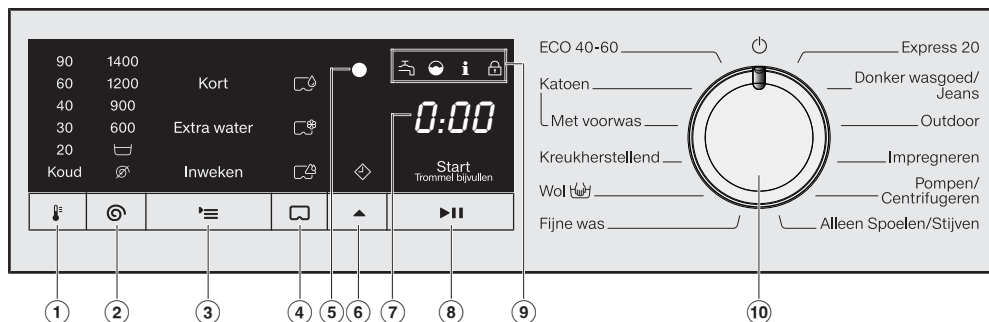 90
60
40
30
20
Koud
1400
1200
900
600
Kort
Extra water
Inweken
0:00
Start
Trommel bijvullen
ECO 40-60
Katoen
Met voorwas
Kreukherstellend
Wol
Fijne was
Express 20
Donker wasgoed/
Jeans
Outdoor
Impregneren
Pompen/
Centrifugeren
Alleen Spoelen/Stijven
1
2
3
4
5
6
7
8
9
10